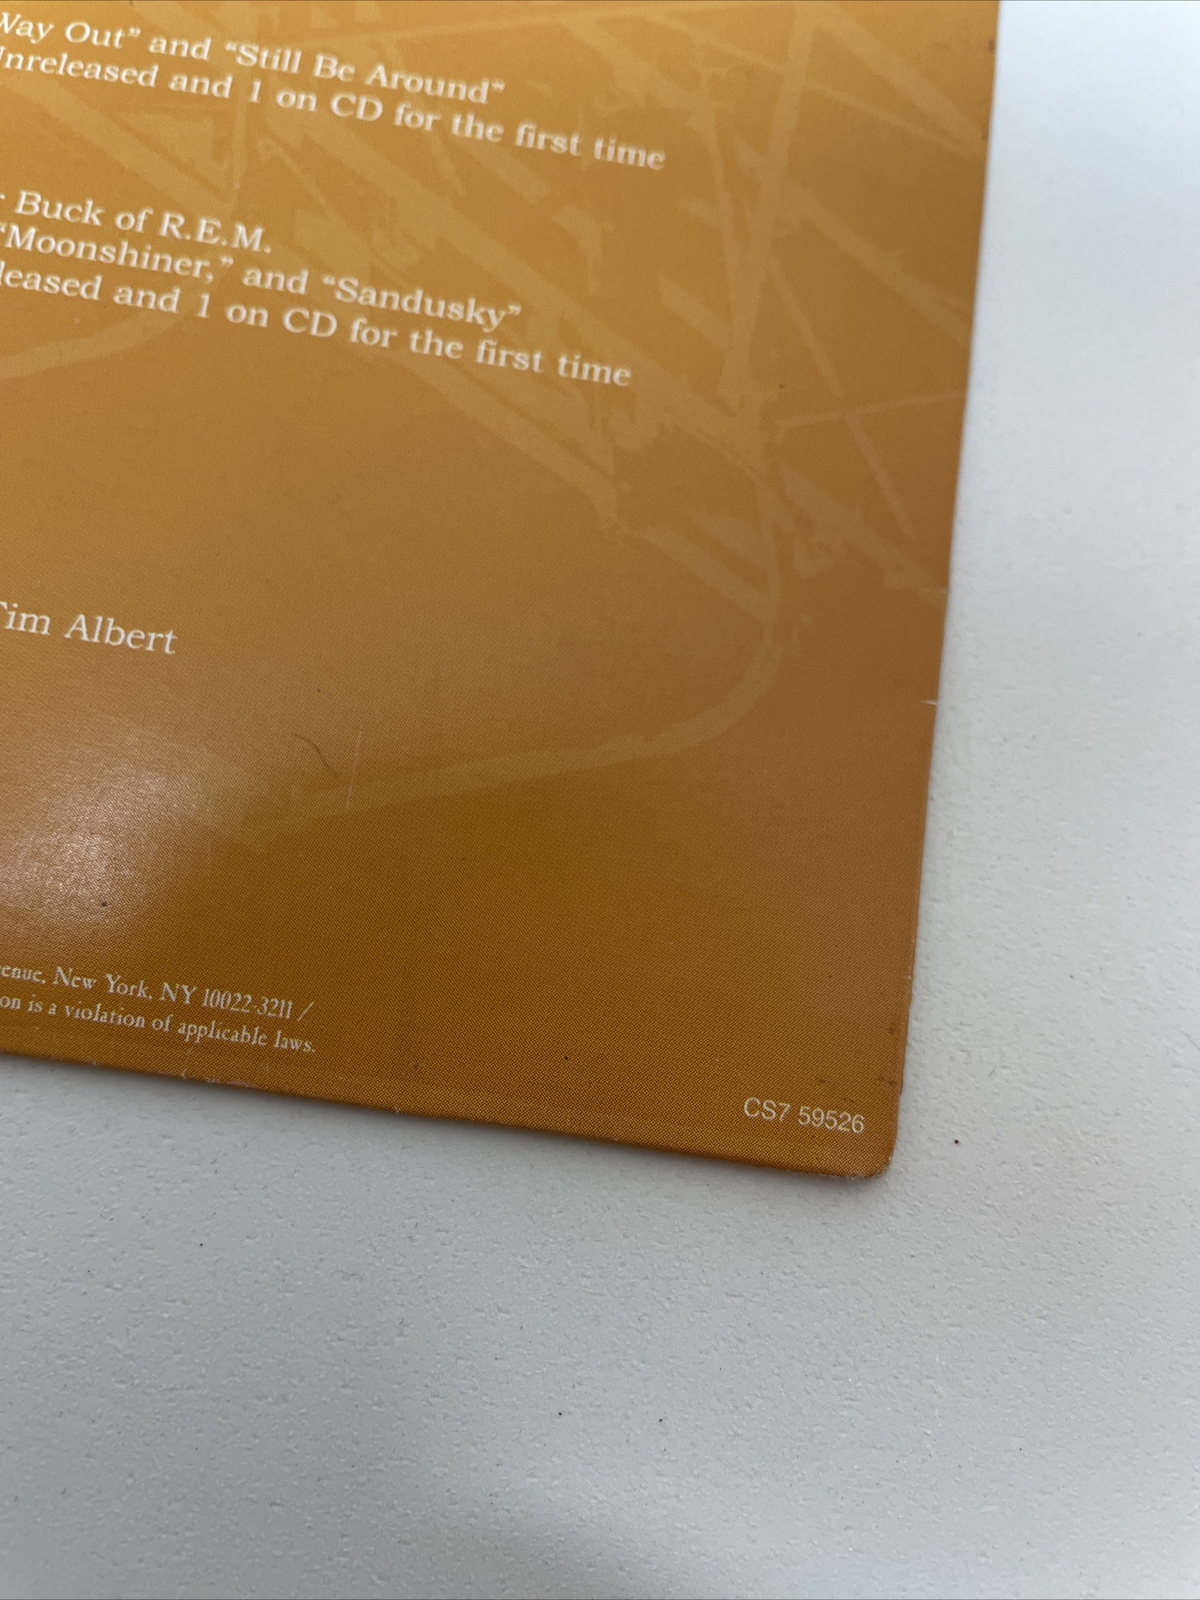 Way Out” and “Still Be Around”
Unreleased and 1 on CD for the first time
Buck of R.E.M.
“Moonshiner,” and “Sandusky”
leased and 1 on CD for the first time
Tim Albert
enue, New York, NY 10022-3211 /
on is a violation of applicable laws.
CS7 59526